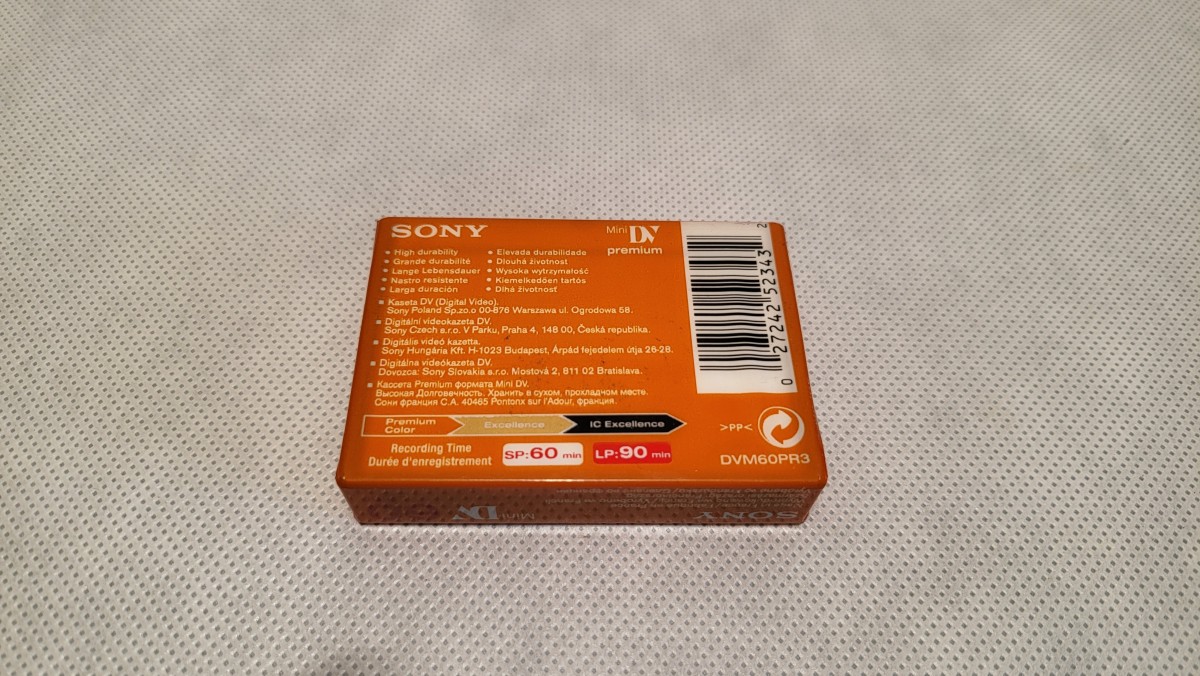 SONY
Mini DV
premium
• High durability
• Grande durabilité
• Lange Lebensdauer
• Nastro resistente
• Larga duración
• Elevada durabilidade
• Dlouhá životnost
• Wysoka wytrzymałość
• Kiemelkedően tartós
• Dlhá životnosť
Kaseta DV (Digital Video).
Sony Poland Sp.zo.o 00-876 Warszawa ul. Ogrodowa 58.
Digitální videokazeta DV.
Sony Czech s.r.o. V Parku, Praha 4, 148 00, Česká republika.
Digitális videó kazetta.
Sony Hungária Kft. H-1023 Budapest, Árpád fejedelem útja 26-28.
Digitálna videókazeta DV.
Dovozca: Sony Slovakia s.r.o. Mostová 2, 811 02 Bratislava.
Кассета Premium формата Mini DV.
Высокая Долговечность. Хранить в сухом, прохладном месте.
Сони франция С.А. 40465 Pontonx sur l'Adour, франция.
Premium Color
Excellence
IC Excellence
Recording Time
Durée d'enregistrement
SP:60 min
LP:90 min
0 27242 52343 2
>PP<
DVM60PR3
Mini DV
SONY